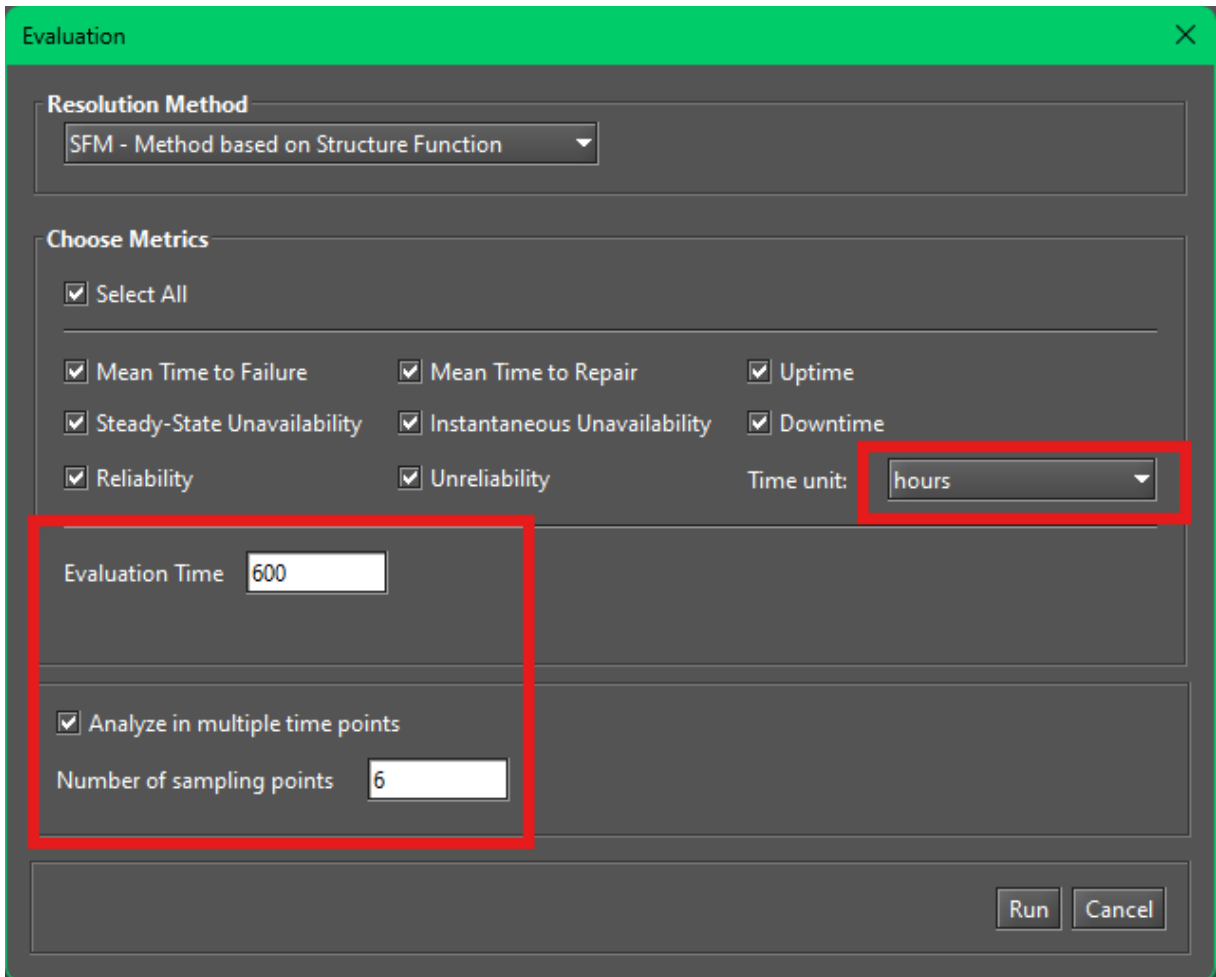 Evaluation
Resolution Method
SFM - Method based on Structure Function
Choose Metrics
Select All
Mean Time to Failure Mean Time to Repair Uptime
Steady-State Unavailability Instantaneous Unavailability Downtime
Reliability Unreliability Time unit: hours
Evaluation Time 600
Analyze in multiple time points
Number of sampling points 6
Run Cancel